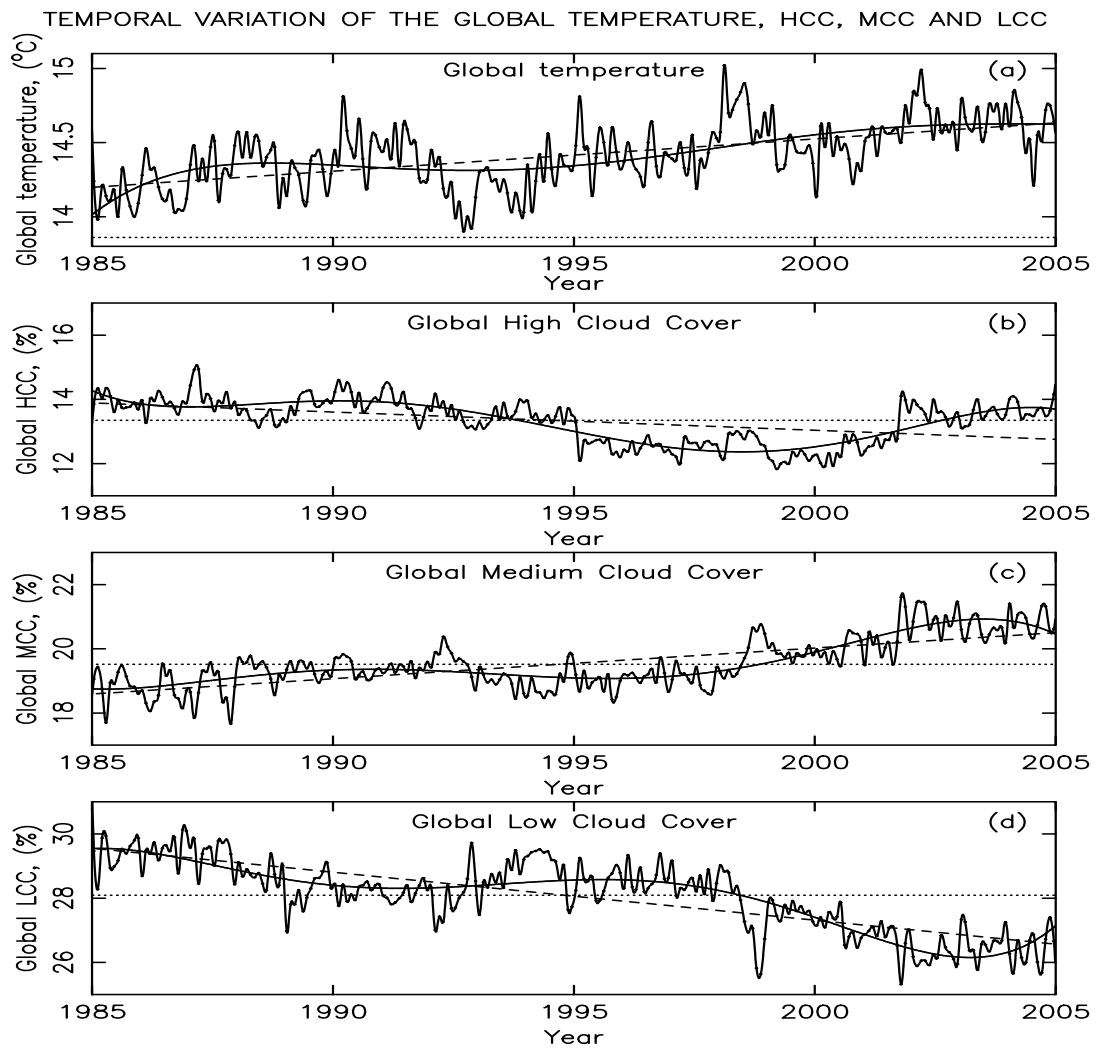 TEMPORAL VARIATION OF THE GLOBAL TEMPERATURE, HCC, MCC AND LCC
Global temperature
(a)
Global temperature, (°C)
15
14.5
14
1985 1990 1995 2000 2005
Year
Global High Cloud Cover
(b)
Global HCC, (%)
16
14
12
1985 1990 1995 2000 2005
Year
Global Medium Cloud Cover
(c)
Global MCC, (%)
22
20
18
1985 1990 1995 2000 2005
Year
Global Low Cloud Cover
(d)
Global LCC, (%)
30
28
26
1985 1990 1995 2000 2005
Year